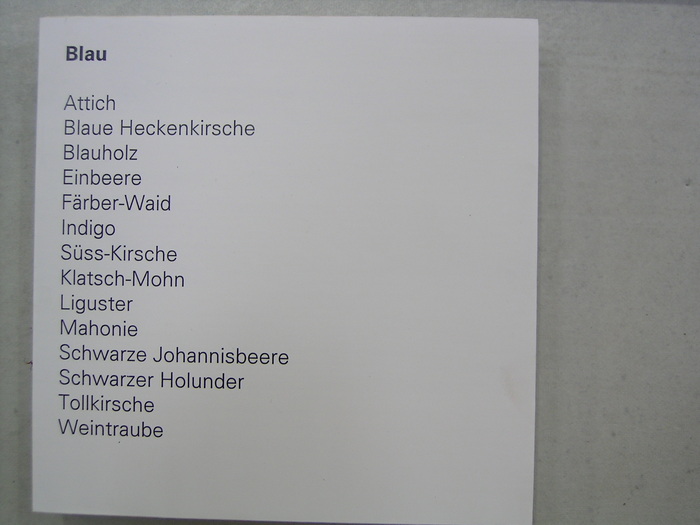 Blau
Attich
Blaue Heckenkirsche
Blauholz
Einbeere
Färber-Waid
Indigo
Süss-Kirsche
Klatsch-Mohn
Liguster
Mahonie
Schwarze Johannisbeere
Schwarzer Holunder
Tollkirsche
Weintraube